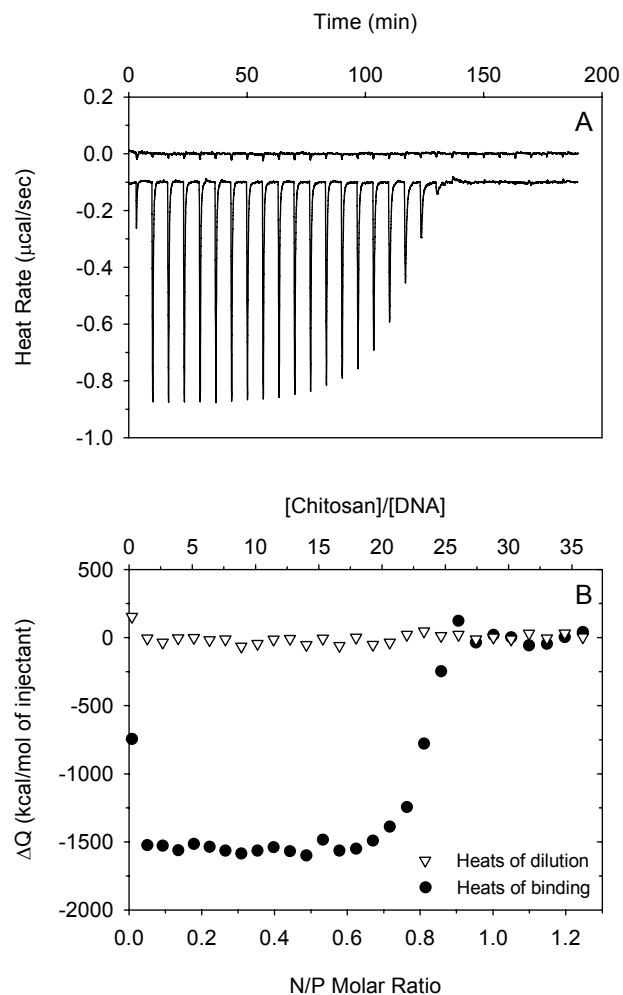 Time (min)
0 50 100 150 200
A
0.2
0.0
-0.2
-0.4
-0.6
-0.8
-1.0
Heat Rate (µcal/sec)
[Chitosan]/[DNA]
0 5 10 15 20 25 30 35
B
500
0
-500
-1000
-1500
-2000
ΔQ (kcal/mol of injectant)
Heats of dilution
Heats of binding
0.0 0.2 0.4 0.6 0.8 1.0 1.2
N/P Molar Ratio